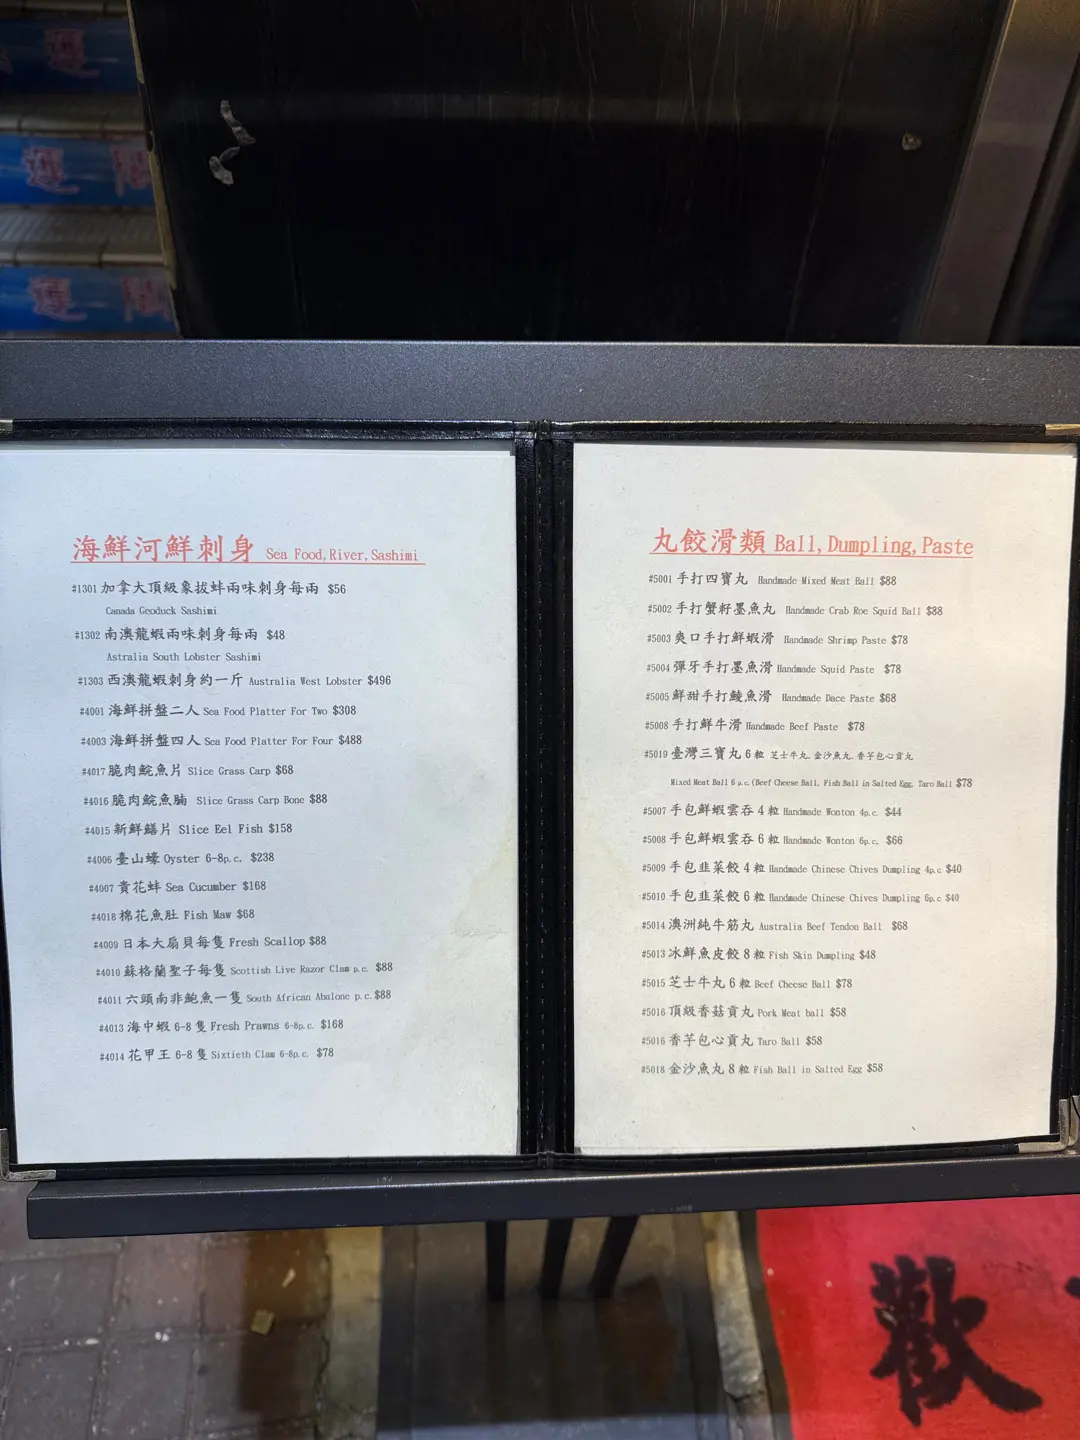 運
運
運
海鮮河鮮刺身 Sea Food,River,Sashimi
#1301 加拿大頂級象拔蚌兩味刺身每兩 $56
Canada Geoduck Sashimi
#1302 南澳龍蝦兩味刺身每兩 $48
Astralia South Lobster Sashimi
#1303 西澳龍蝦刺身約一斤 Australia West Lobster $496
#4001 海鮮拼盤二人 Sea Food Platter For Two $308
#4003 海鮮拼盤四人 Sea Food Platter For Four $488
#4017 脆肉鯇魚片 Slice Grass Carp $68
#4016 脆肉鯇魚腩 Slice Grass Carp Bone $88
#4015 新鮮鱔片 Slice Eel Fish $158
#4006 臺山蠔 Oyster 6-8p.c. $238
#4007 貴花蚌 Sea Cucumber $168
#4018 棉花魚肚 Fish Maw $68
#4009 日本大扇貝每隻 Fresh Scallop $88
#4010 蘇格蘭聖子每隻 Scottish Live Razor Clam p.c. $88
#4011 六頭南非鮑魚一隻 South African Abalone p.c. $88
#4013 海中蝦 6-8 隻 Fresh Prawns 6-8p.c. $168
#4014 花甲王 6-8 隻 Sixtieth Clam 6-8p.c. $78
丸餃滑類 Ball,Dumpling,Paste
#5001 手打四寶丸 Handmade Mixed Meat Ball $88
#5002 手打蟹籽墨魚丸 Handmade Crab Roe Squid Ball $88
#5003 爽口手打鮮蝦滑 Handmade Shrimp Paste $78
#5004 彈牙手打墨魚滑 Handmade Squid Paste $78
#5005 鮮甜手打鯪魚滑 Handmade Dace Paste $68
#5008 手打鮮牛滑 Handmade Beef Paste $78
#5019 臺灣三寶丸 6 粒 芝士牛丸, 金沙魚丸, 香芋包心貢丸
Mixed Meat Ball 6 p.c. (Beef Cheese Ball, Fish Ball in Salted Egg, Taro Ball $78
#5007 手包鮮蝦雲吞 4 粒 Handmade Wonton 4p.c. $44
#5008 手包鮮蝦雲吞 6 粒 Handmade Wonton 6p.c. $66
#5009 手包韭菜餃 4 粒 Handmade Chinese Chives Dumpling 4p.c $40
#5010 手包韭菜餃 6 粒 Handmade Chinese Chives Dumpling 6p.c $40
#5014 澳洲純牛筋丸 Australia Beef Tendon Ball $68
#5013 冰鮮魚皮餃 8 粒 Fish Skin Dumpling $48
#5015 芝士牛丸 6 粒 Beef Cheese Ball $78
#5016 頂級香菇貢丸 Pork Meat ball $58
#5016 香芋包心貢丸 Taro Ball $58
#5018 金沙魚丸 8 粒 Fish Ball in Salted Egg $58
歡